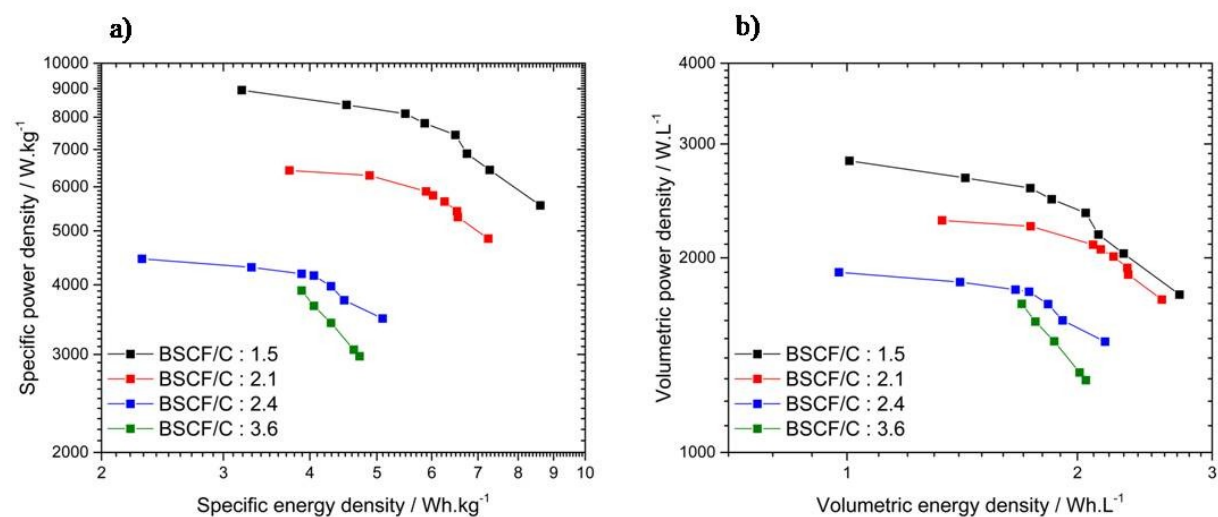 a)
10000
9000
8000
7000
6000
5000
4000
3000
2000
Specific power density / W.kg⁻¹
BSCF/C : 1.5
BSCF/C : 2.1
BSCF/C : 2.4
BSCF/C : 3.6
2 3 4 5 6 7 8 9 10
Specific energy density / Wh.kg⁻¹
b)
4000
3000
2000
1000
Volumetric power density / W.L⁻¹
BSCF/C : 1.5
BSCF/C : 2.1
BSCF/C : 2.4
BSCF/C : 3.6
1 2 3
Volumetric energy density / Wh.L⁻¹